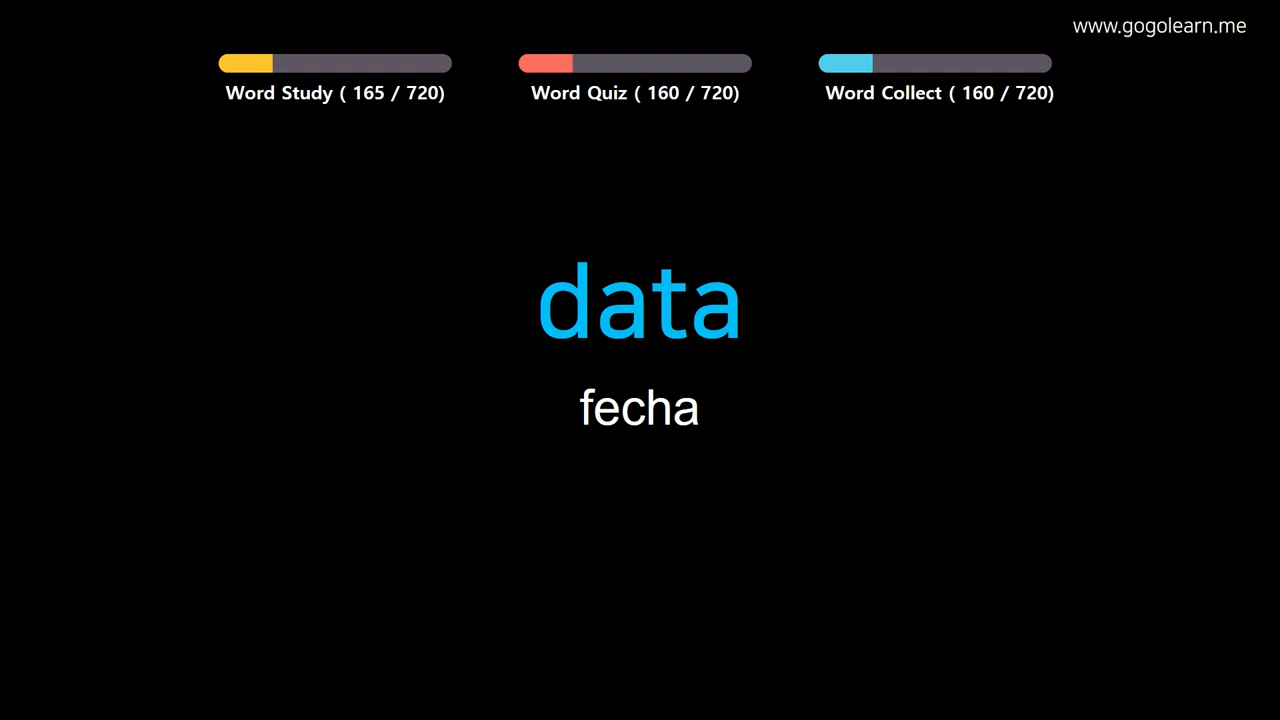 www.gogolearn.me
Word Study ( 165 / 720)
Word Quiz ( 160 / 720)
Word Collect ( 160 / 720)
data
fecha